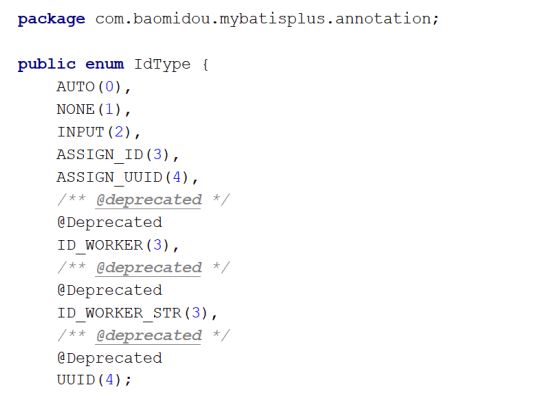 package com.baomidou.mybatisplus.annotation;
public enum IdType {
AUTO(0),
NONE(1),
INPUT(2),
ASSIGN_ID(3),
ASSIGN_UUID(4),
/** @deprecated */
@Deprecated
ID_WORKER(3),
/** @deprecated */
@Deprecated
ID_WORKER_STR(3),
/** @deprecated */
@Deprecated
UUID(4);